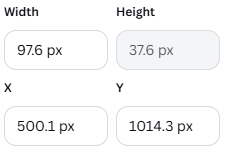 Width Height
97.6 px 37.6 px
X Y
500.1 px 1014.3 px